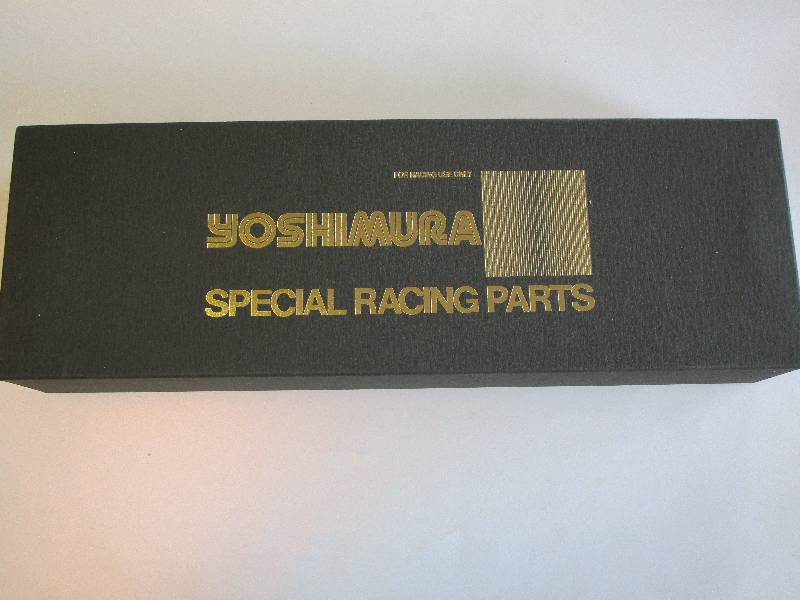 FOR RACING USE ONLY
YOSHIMURA
SPECIAL RACING PARTS